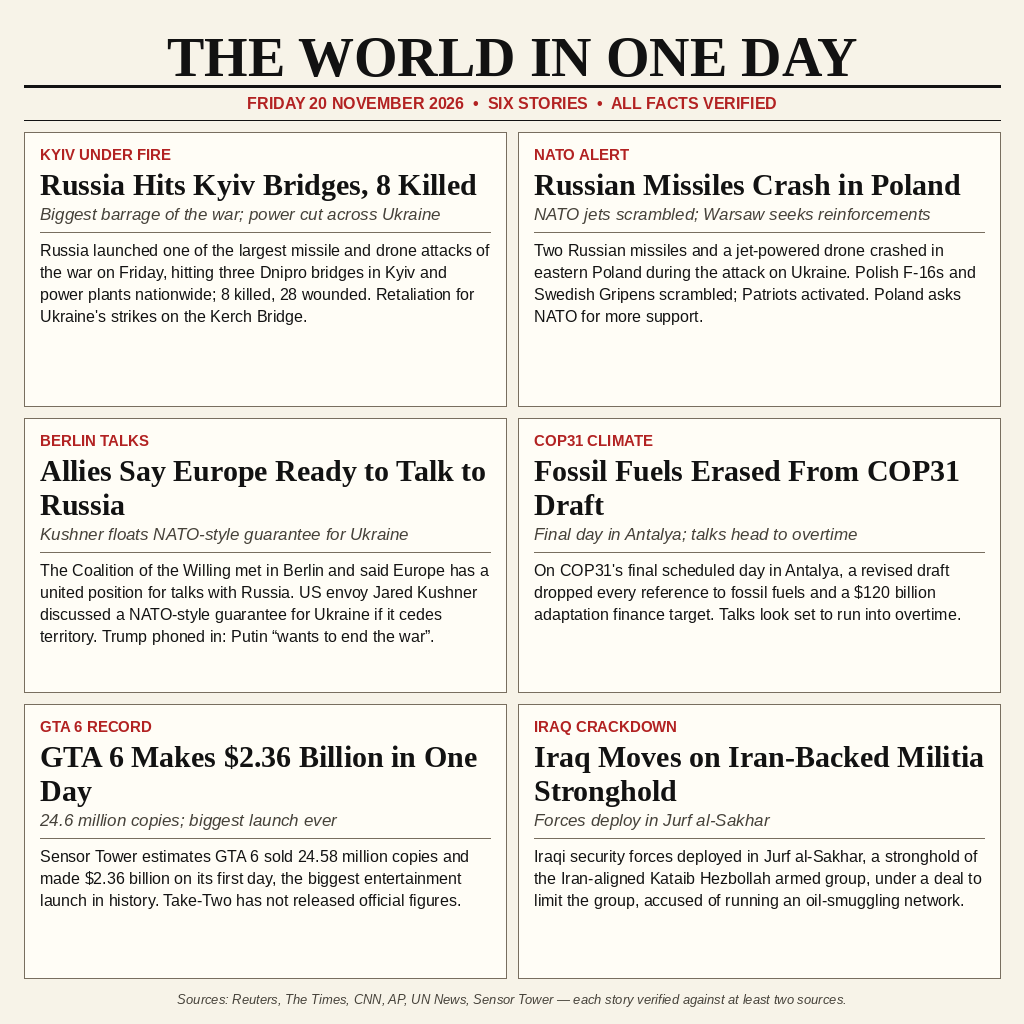 THE WORLD IN ONE DAY
FRIDAY 20 NOVEMBER 2026 • SIX STORIES • ALL FACTS VERIFIED
KYIV UNDER FIRE
Russia Hits Kyiv Bridges, 8 Killed
Biggest barrage of the war; power cut across Ukraine
Russia launched one of the largest missile and drone attacks of
the war on Friday, hitting three Dnipro bridges in Kyiv and
power plants nationwide; 8 killed, 28 wounded. Retaliation for
Ukraine's strikes on the Kerch Bridge.
NATO ALERT
Russian Missiles Crash in Poland
NATO jets scrambled; Warsaw seeks reinforcements
Two Russian missiles and a jet-powered drone crashed in
eastern Poland during the attack on Ukraine. Polish F-16s and
Swedish Gripens scrambled; Patriots activated. Poland asks
NATO for more support.
BERLIN TALKS
Allies Say Europe Ready to Talk to
Russia
Kushner floats NATO-style guarantee for Ukraine
The Coalition of the Willing met in Berlin and said Europe has a
united position for talks with Russia. US envoy Jared Kushner
discussed a NATO-style guarantee for Ukraine if it cedes
territory. Trump phoned in: Putin “wants to end the war”.
COP31 CLIMATE
Fossil Fuels Erased From COP31
Draft
Final day in Antalya; talks head to overtime
On COP31's final scheduled day in Antalya, a revised draft
dropped every reference to fossil fuels and a $120 billion
adaptation finance target. Talks look set to run into overtime.
GTA 6 RECORD
GTA 6 Makes $2.36 Billion in One
Day
24.6 million copies; biggest launch ever
Sensor Tower estimates GTA 6 sold 24.58 million copies and
made $2.36 billion on its first day, the biggest entertainment
launch in history. Take-Two has not released official figures.
IRAQ CRACKDOWN
Iraq Moves on Iran-Backed Militia
Stronghold
Forces deploy in Jurf al-Sakhar
Iraqi security forces deployed in Jurf al-Sakhar, a stronghold of
the Iran-aligned Kataib Hezbollah armed group, under a deal to
limit the group, accused of running an oil-smuggling network.
Sources: Reuters, The Times, CNN, AP, UN News, Sensor Tower — each story verified against at least two sources.